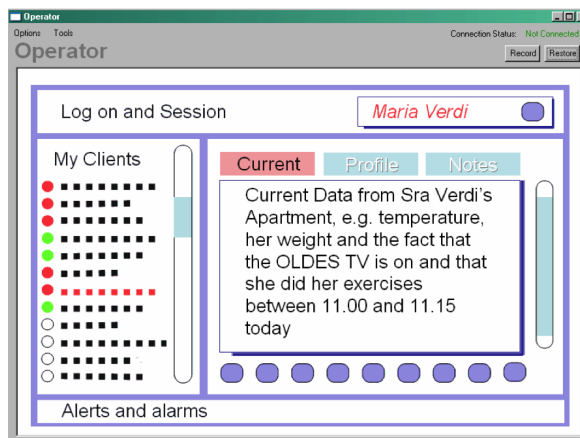 Operator
Options Tools
Connection Status: Not Connected
Operator
Record Restore
Log on and Session
Maria Verdi
My Clients
Current Profile Notes
Current Data from Sra Verdi's
Apartment, e.g. temperature,
her weight and the fact that
the OLDES TV is on and that
she did her exercises
between 11.00 and 11.15
today
Alerts and alarms